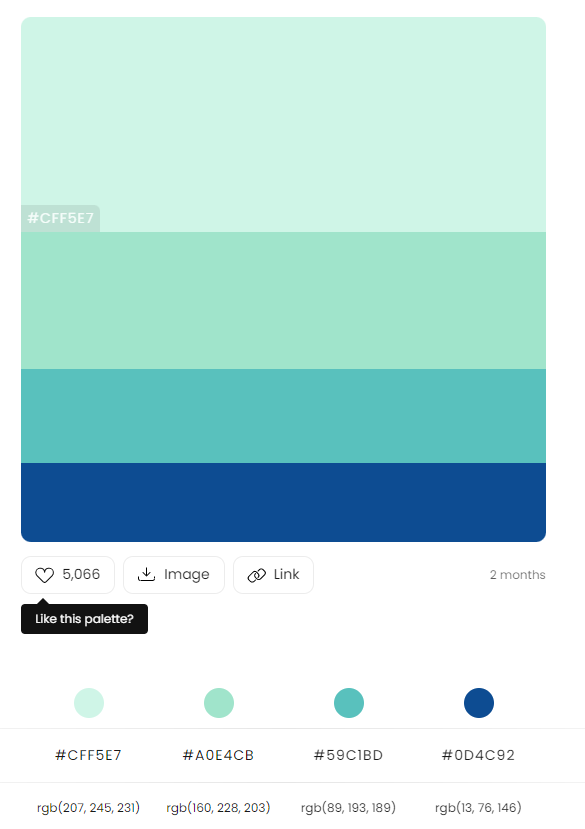 #CFF5E7
5,066 Image Link 2 months
Like this palette?
#CFF5E7 #A0E4CB #59C1BD #0D4C92
rgb(207, 245, 231) rgb(160, 228, 203) rgb(89, 193, 189) rgb(13, 76, 146)